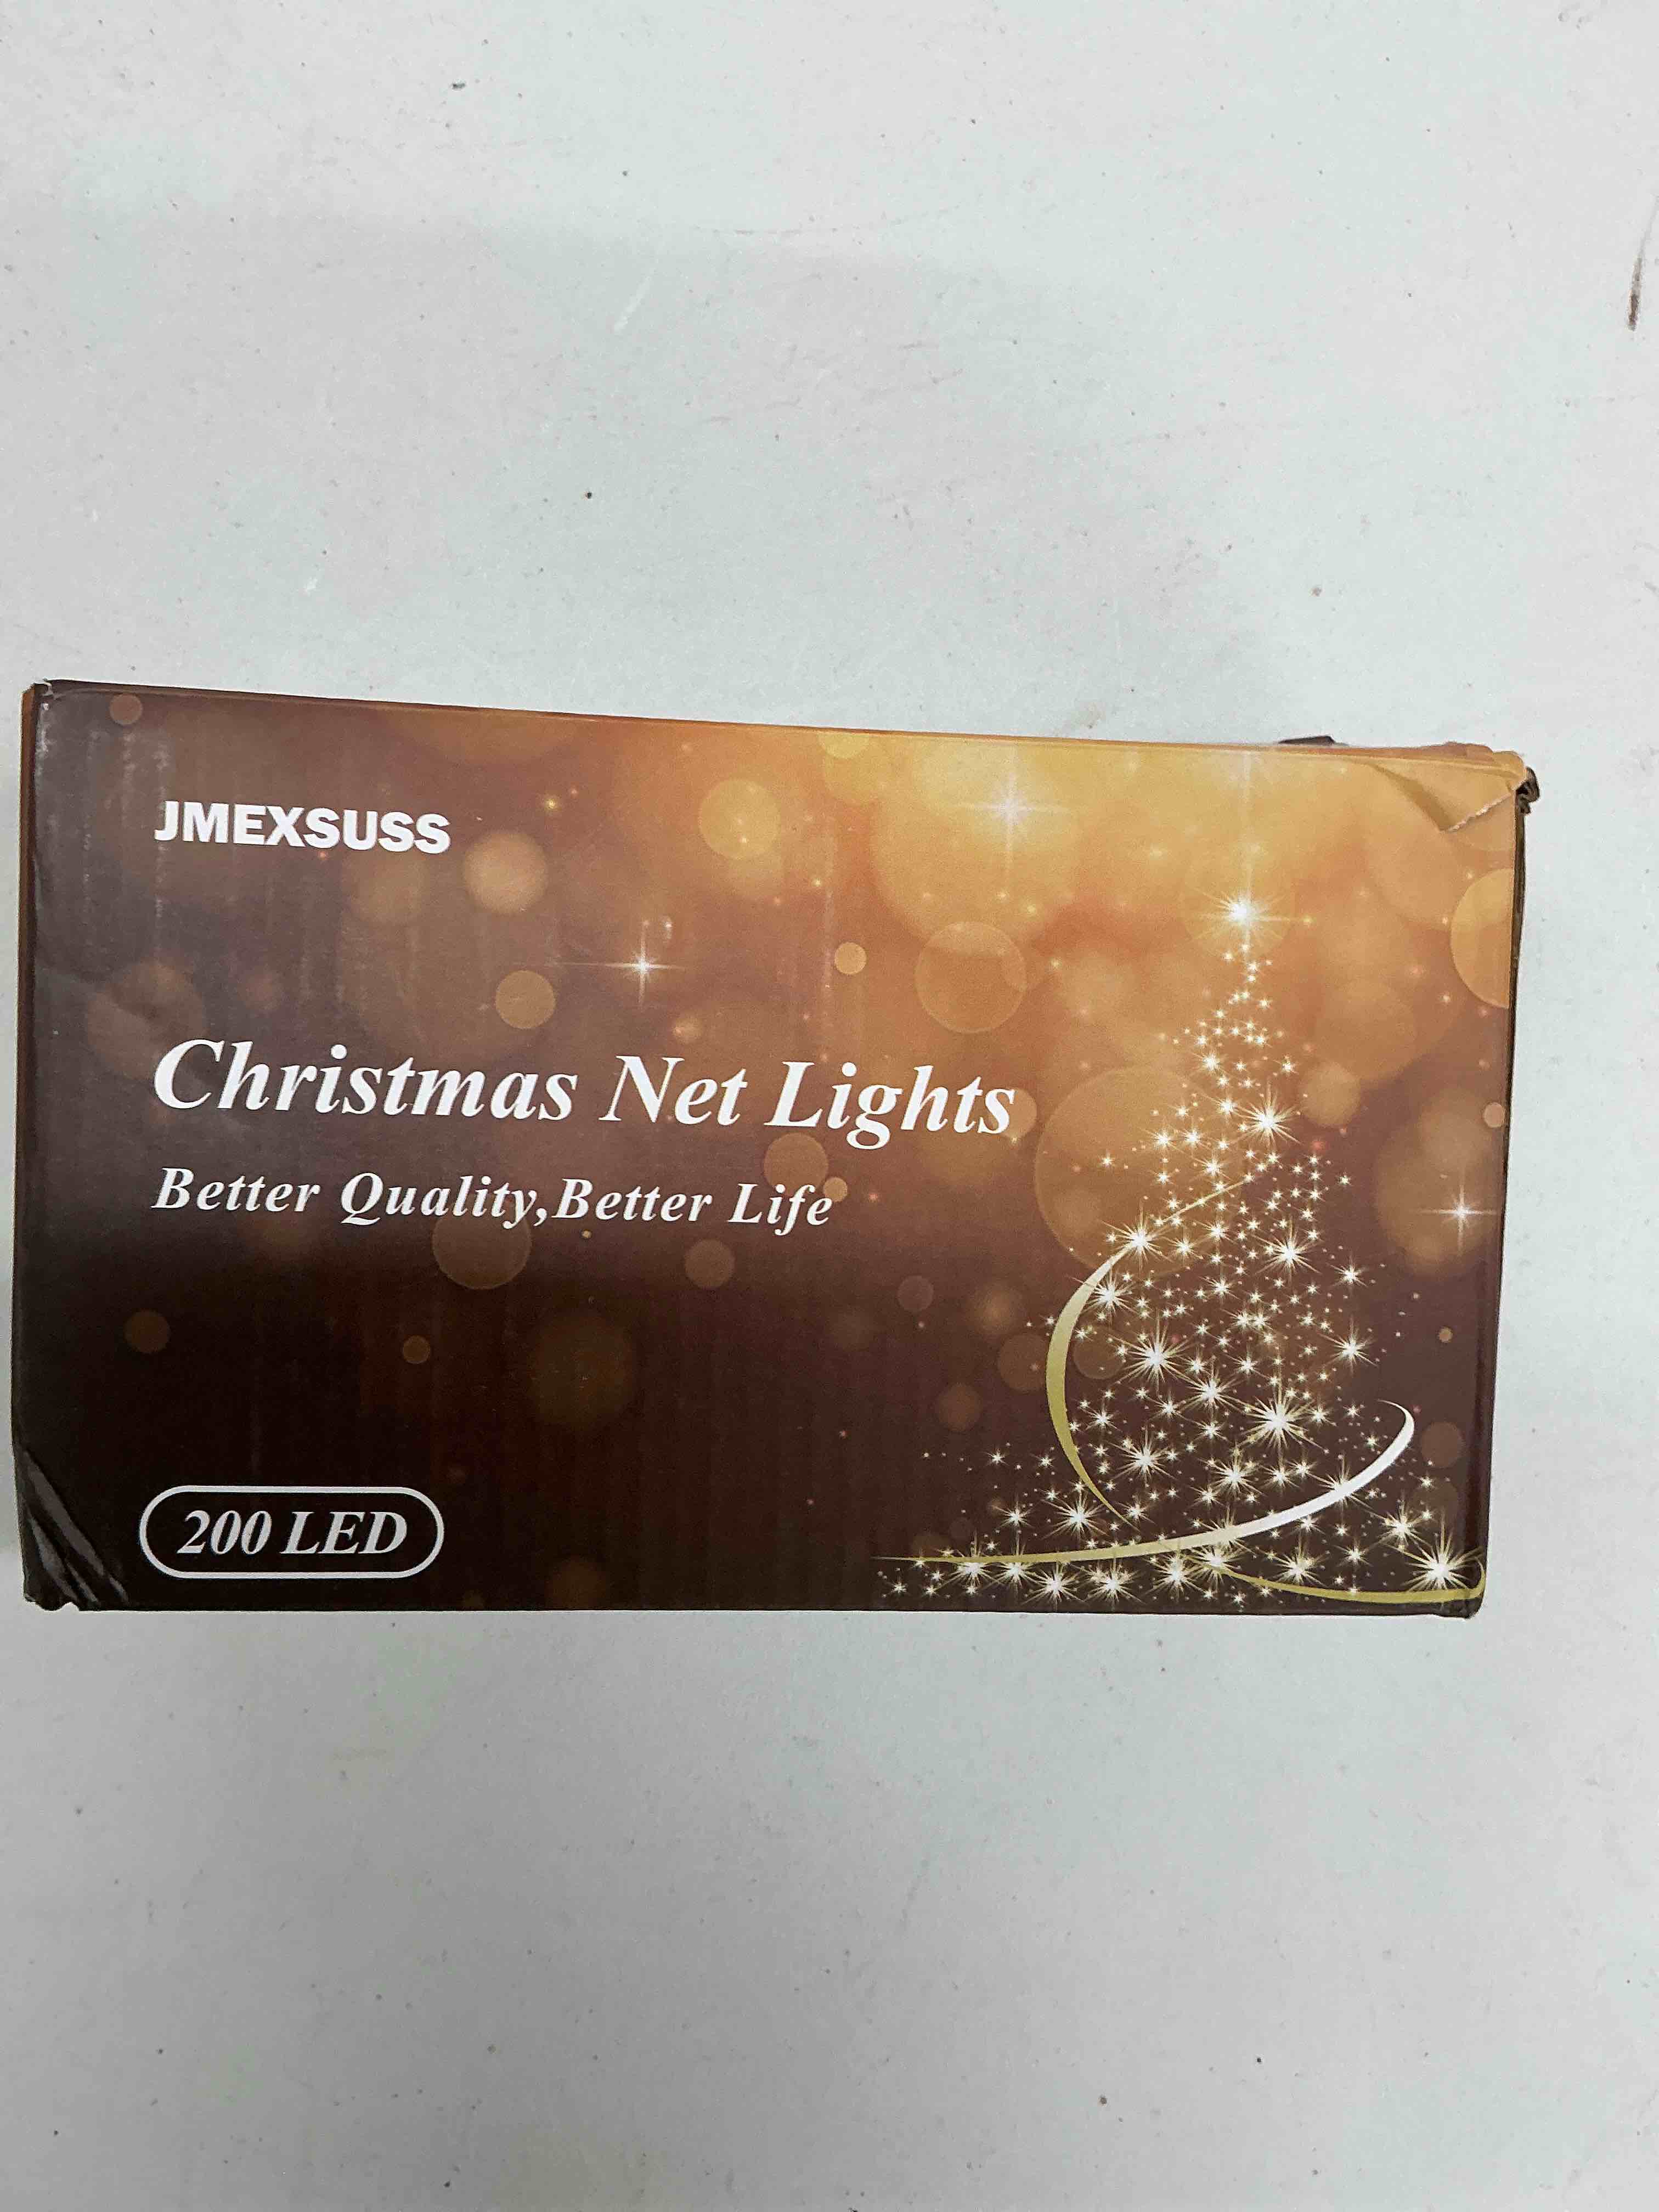 JMEXSUSS
Christmas Net Lights
Better Quality,Better Life
200 LED